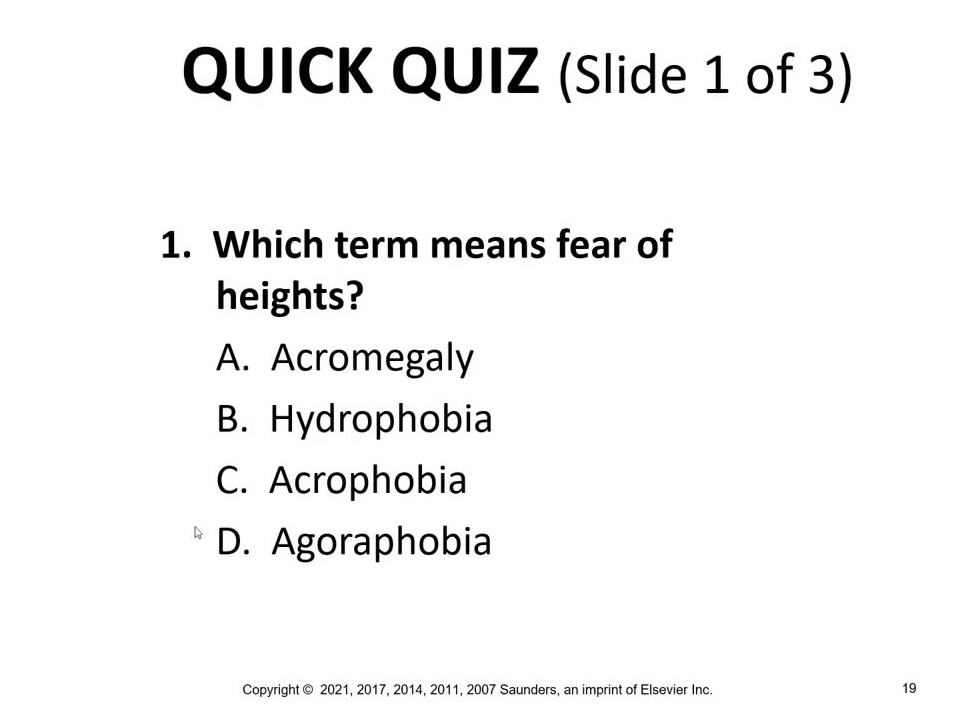 QUICK QUIZ (Slide 1 of 3)
1. Which term means fear of
heights?
A. Acromegaly
B. Hydrophobia
C. Acrophobia
D. Agoraphobia
Copyright © 2021, 2017, 2014, 2011, 2007 Saunders, an imprint of Elsevier Inc.
19